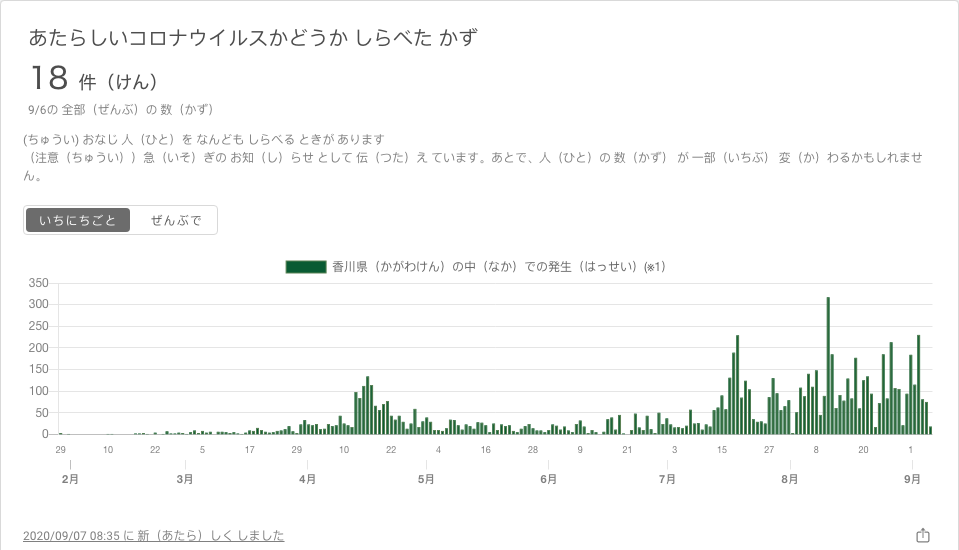 あたらしいコロナウイルスかどうか しらべた かず
18 件（けん）
9/6の 全部（ぜんぶ）の 数（かず）
(ちゅうい) おなじ 人（ひと）を なんども しらべる ときが あります
（注意（ちゅうい））急（いそ）ぎの お知（し）らせ として 伝（つた）え ています。あとで、人（ひと）の 数（かず） が 一部（いちぶ） 変（か）わるかもしれませ
ん。
いちにちごと ぜんぶで
香川県（かがわけん）の中（なか）での発生（はっせい）(※1)
350
300
250
200
150
100
50
0
29 10 22 5 17 29 10 22 4 16 28 9 21 3 15 27 8 20 1
2月 3月 4月 5月 6月 7月 8月 9月
2020/09/07 08:35 に 新（あたら）しく しました